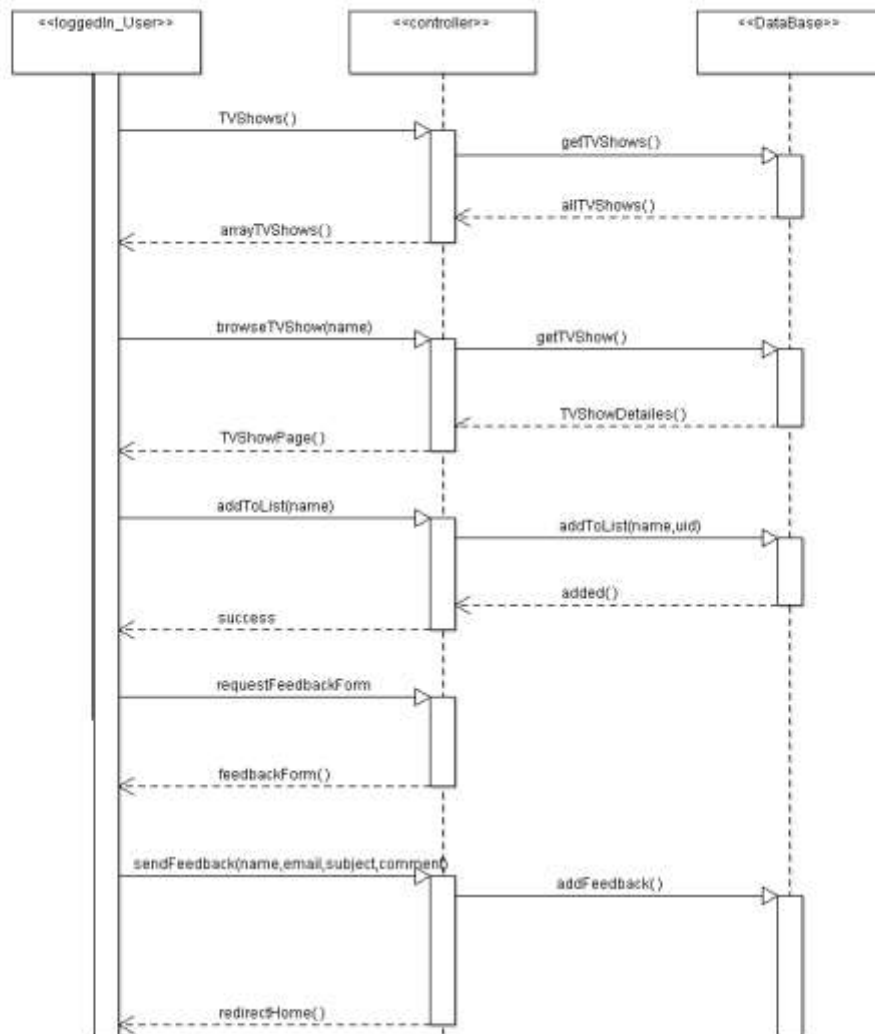 <<loggedIn_User>>
<<controller>>
<<DataBase>>
TVShows()
getTVShows()
allTVShows()
arrayTVShows()
browseTVShow(name)
getTVShow()
TVShowDetailes()
TVShowPage()
addToList(name)
addToList(name,uid)
added()
success
requestFeedbackForm
feedbackForm()
sendFeedback(name,email,subject,comment)
addFeedback()
redirectHome()